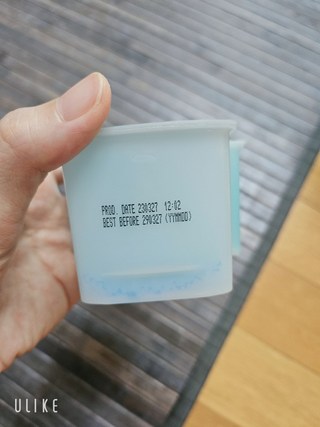 PROD. DATE 230327 12:02
BEST BEFORE 290327 (YYMMDD)
ULIKE